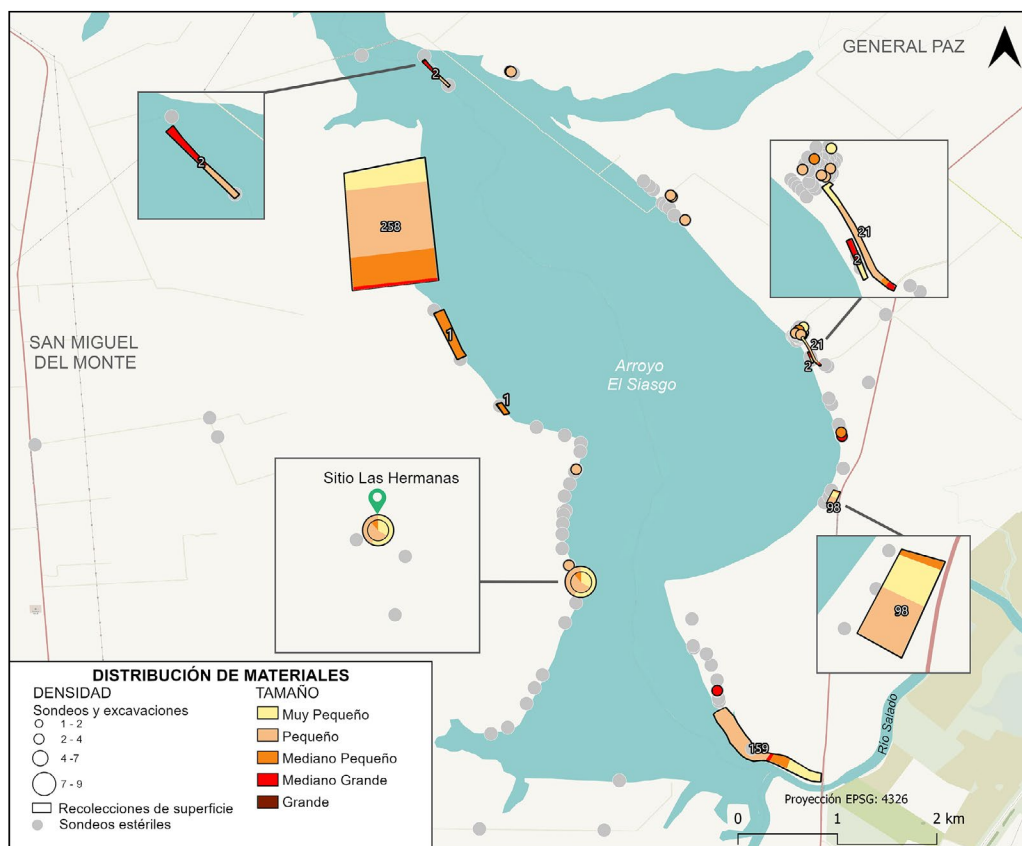 GENERAL PAZ
2
2
258
21
2
SAN MIGUEL
DEL MONTE
1
Arroyo
El Siasgo
21
2
1
Sitio Las Hermanas
98
98
Río Salado
159
DISTRIBUCIÓN DE MATERIALES
DENSIDAD
Sondeos y excavaciones
1 - 2
2 - 4
4 -7
7 - 9
Recolecciones de superficie
Sondeos estériles
TAMAÑO
Muy Pequeño
Pequeño
Mediano Pequeño
Mediano Grande
Grande
Proyección EPSG: 4326
0 1 2 km